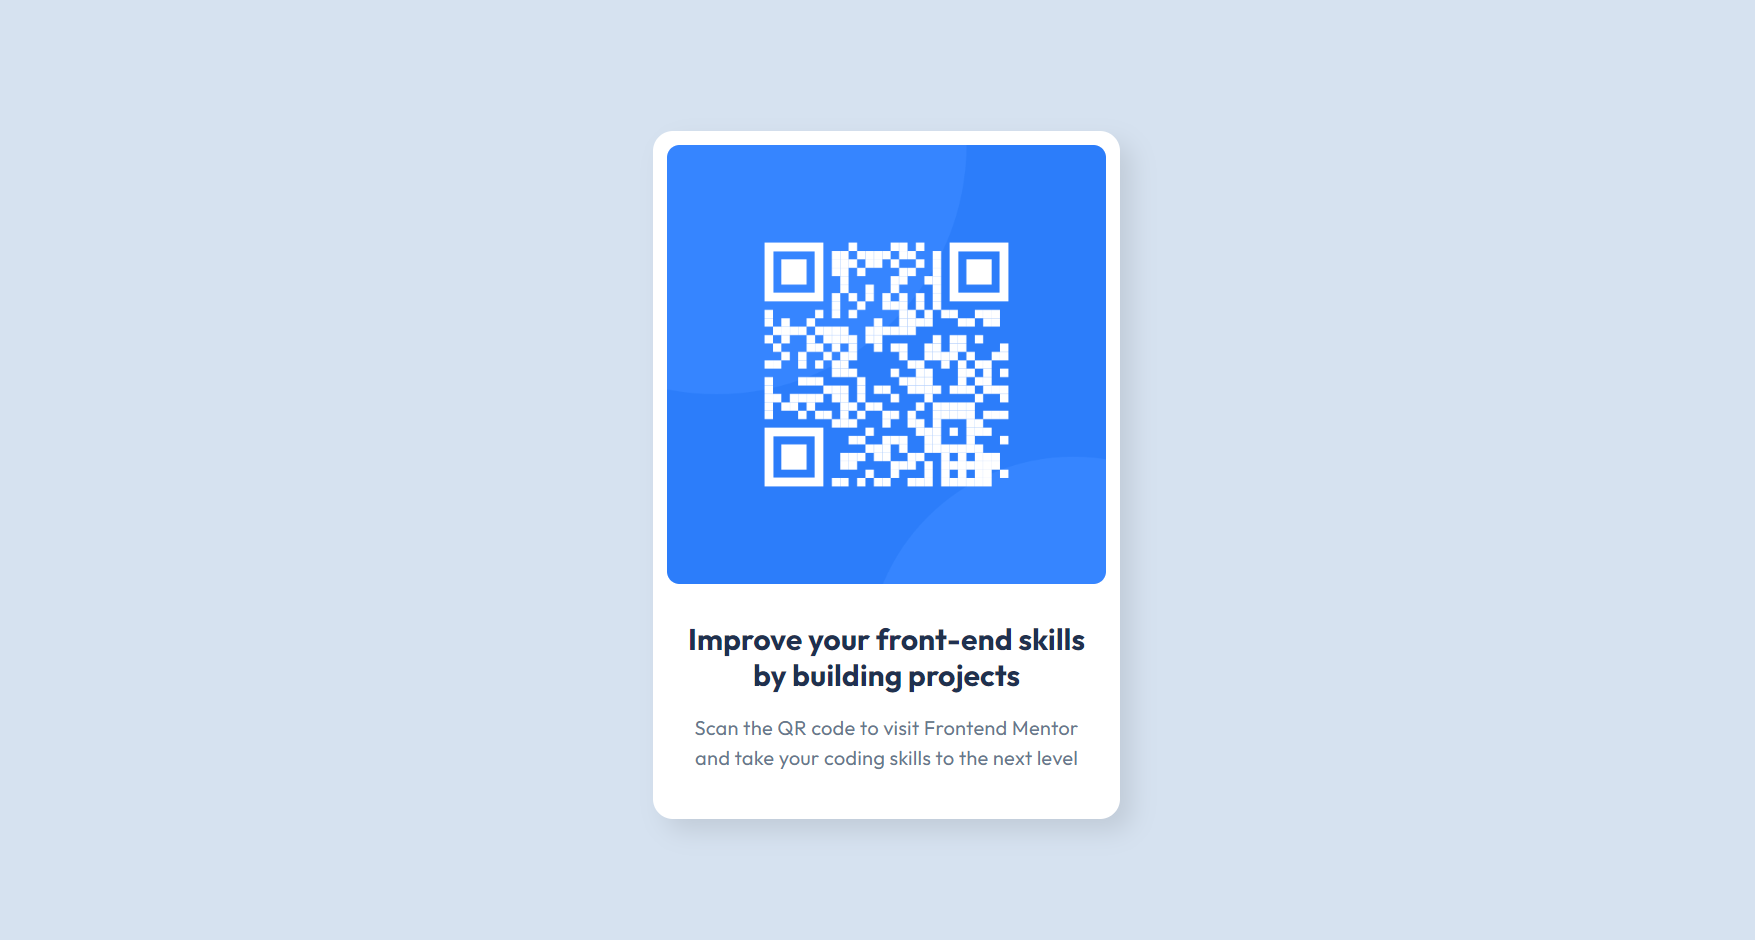 Improve your front-end skills
by building projects
Scan the QR code to visit Frontend Mentor
and take your coding skills to the next level